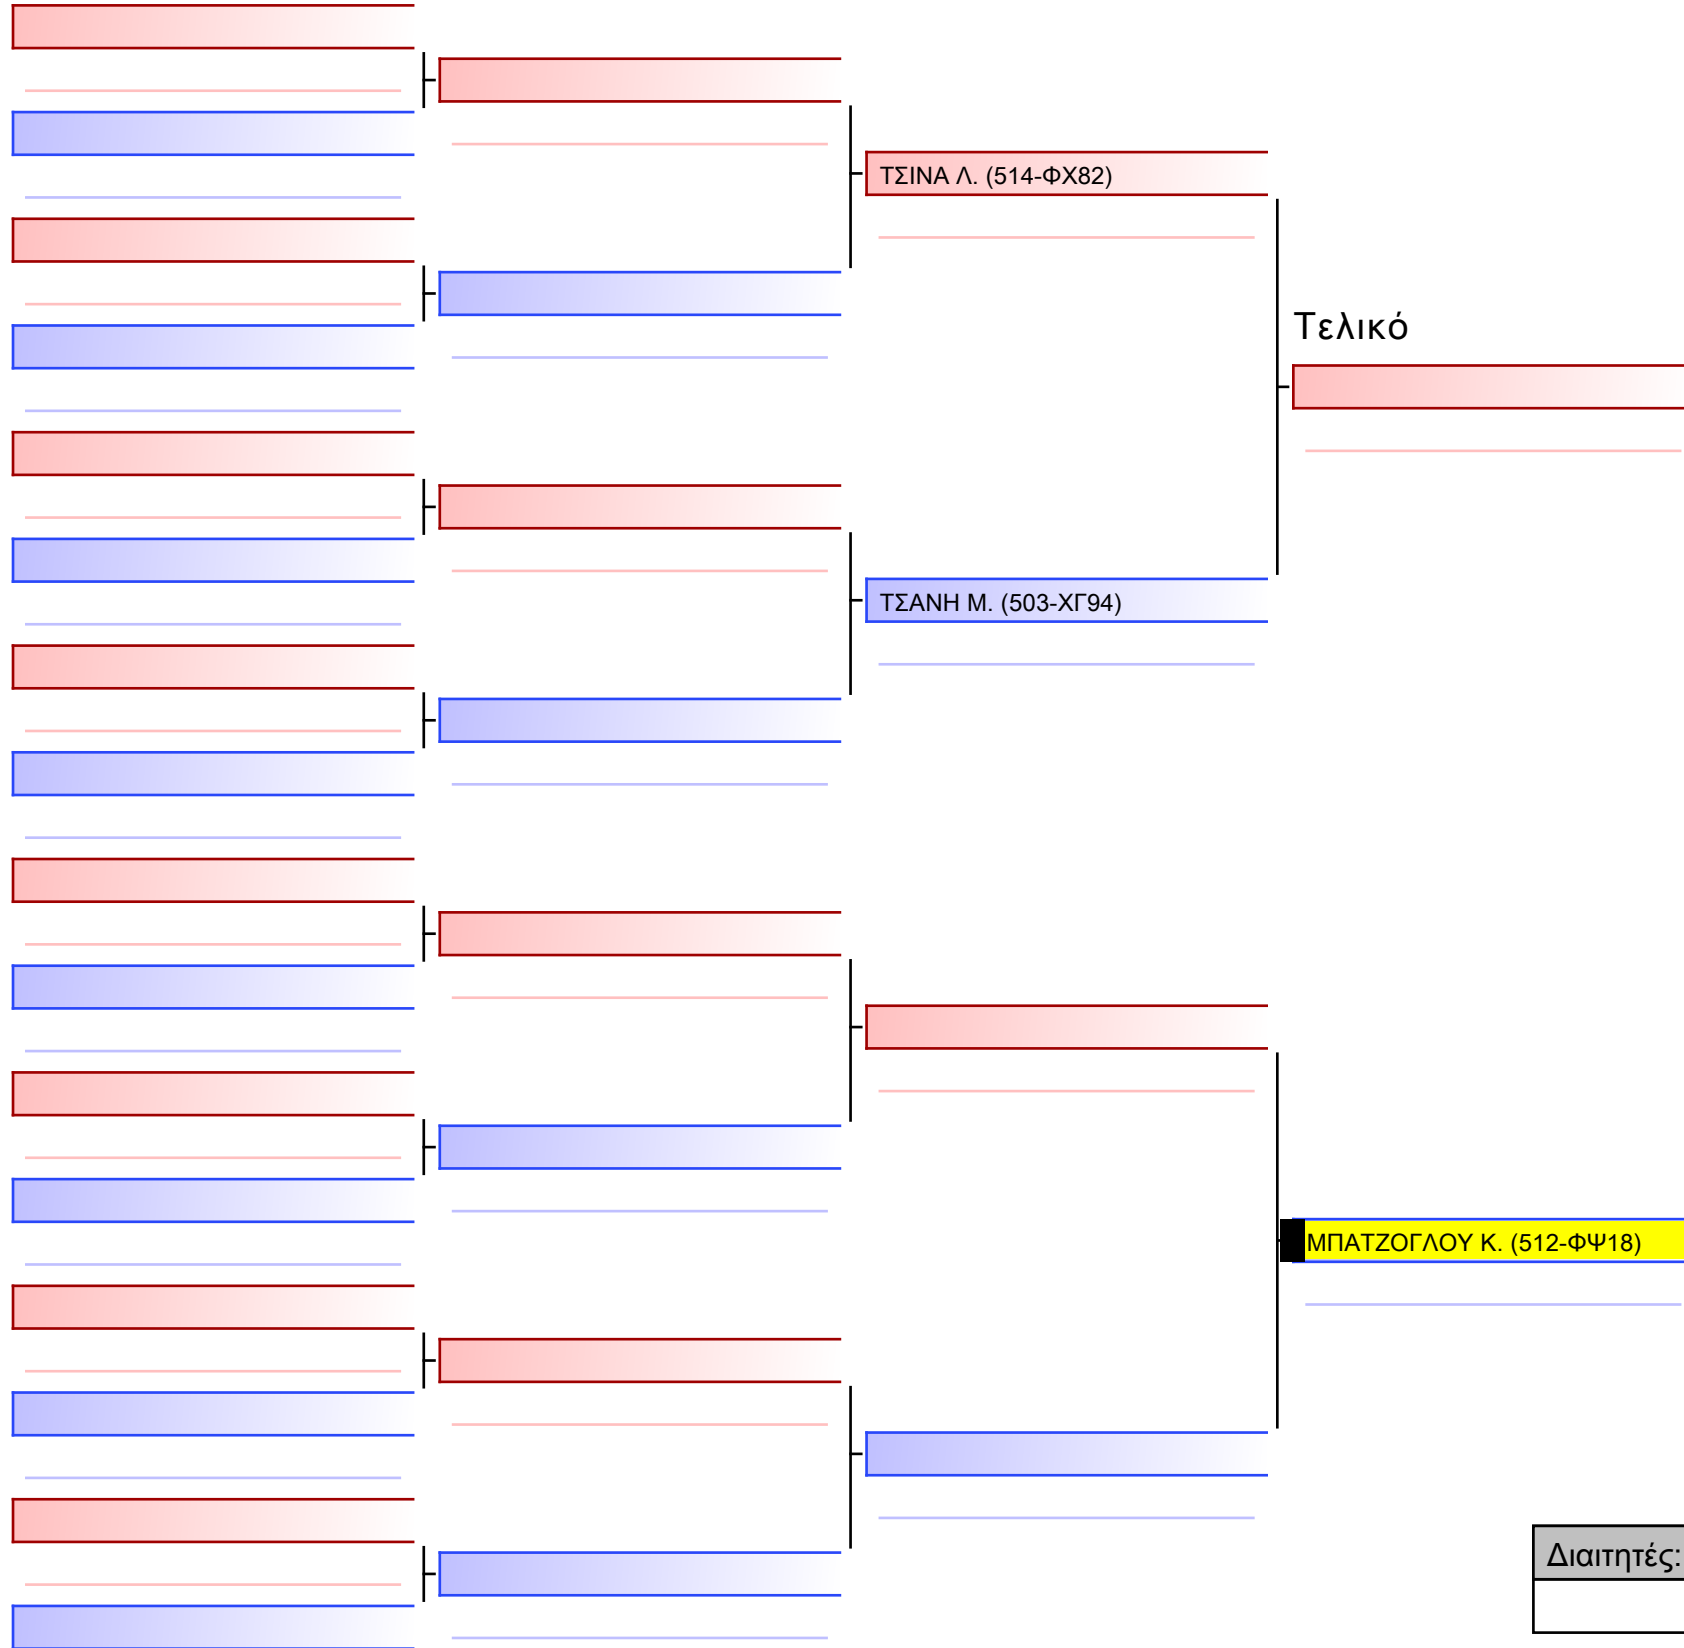 ΤΣΙΝΑ Λ. (514-ΦΧ82)
Τελικό
ΤΣΑΝΗ Μ. (503-ΧΓ94)
ΜΠΑΤΖΟΓΛΟΥ Κ. (512-ΦΨ18)
Διαιτητές: